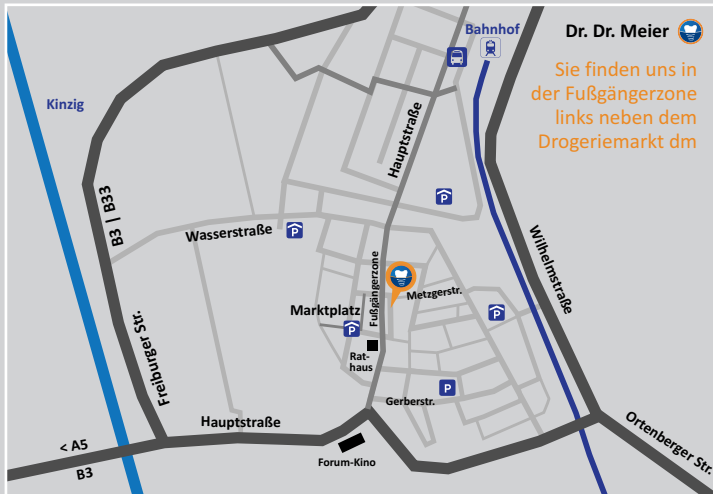 Bahnhof
Dr. Dr. Meier
Sie finden uns in
der Fußgängerzone
links neben dem
Drogeriemarkt dm
Kinzig
Hauptstraße
B3 | B33
Wasserstraße
P
P
Wilhelmstraße
Fußgängerzone
Metzgerstr.
Marktplatz
P
P
Freiburger Str.
Rat-
haus
P
Gerberstr.
Hauptstraße
Ortenberger Str.
< A5
B3
Forum-Kino